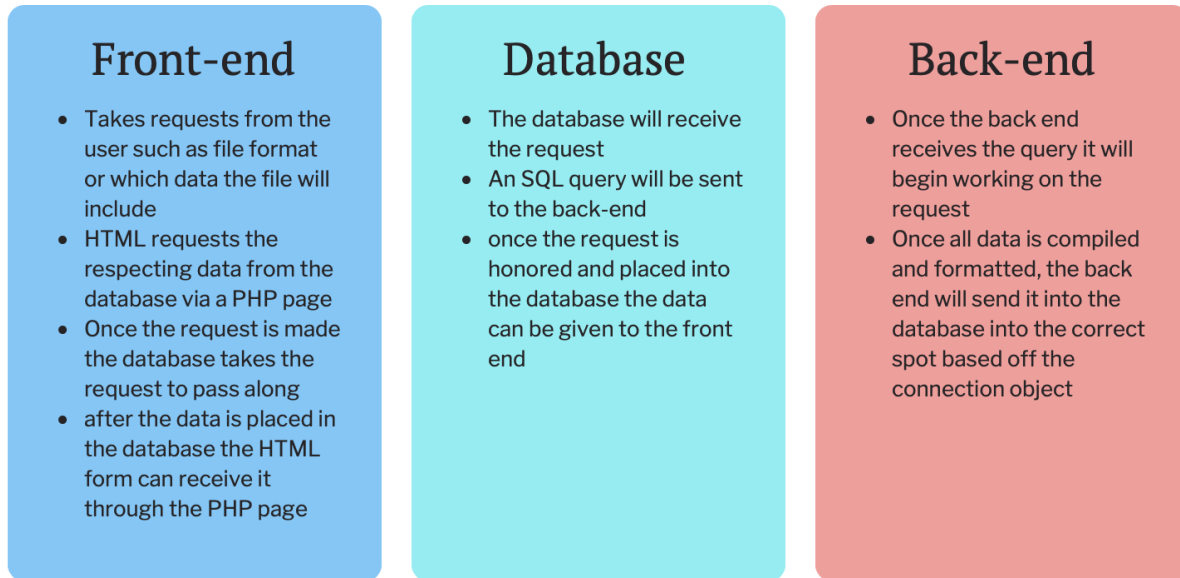 Front-end
• Takes requests from the
user such as file format
or which data the file will
include
• HTML requests the
respecting data from the
database via a PHP page
• Once the request is made
the database takes the
request to pass along
• after the data is placed in
the database the HTML
form can receive it
through the PHP page
Database
• The database will receive
the request
• An SQL query will be sent
to the back-end
• once the request is
honored and placed into
the database the data
can be given to the front
end
Back-end
• Once the back end
receives the query it will
begin working on the
request
• Once all data is compiled
and formatted, the back
end will send it into the
database into the correct
spot based off the
connection object